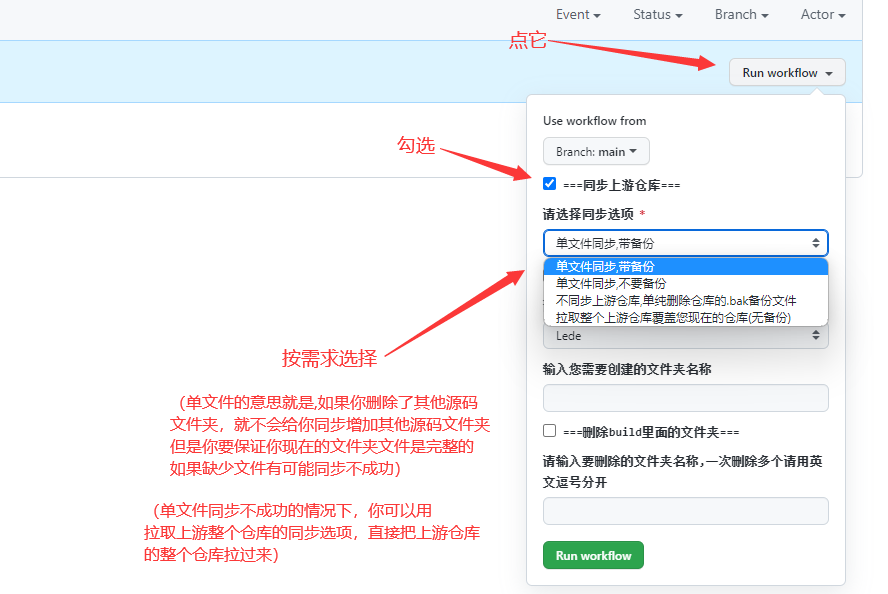 Event Status Branch Actor
点它
Run workflow
Use workflow from
Branch: main
勾选
===同步上游仓库===
请选择同步选项 *
单文件同步,带备份
单文件同步,带备份
单文件同步,不要备份
不同步上游仓库,单纯删除仓库的.bak备份文件
拉取整个上游仓库覆盖您现在的仓库(无备份)
Lede
按需求选择
输入您需要创建的文件夹名称
（单文件的意思就是,如果你删除了其他源码
文件夹，就不会给你同步增加其他源码文件夹
但是你要保证你现在的文件夹文件是完整的
如果缺少文件有可能同步不成功）
===删除build里面的文件夹===
请输入要删除的文件夹名称,一次删除多个请用英
文逗号分开
（单文件同步不成功的情况下，你可以用
拉取上游整个仓库的同步选项，直接把上游仓库
的整个仓库拉过来）
Run workflow